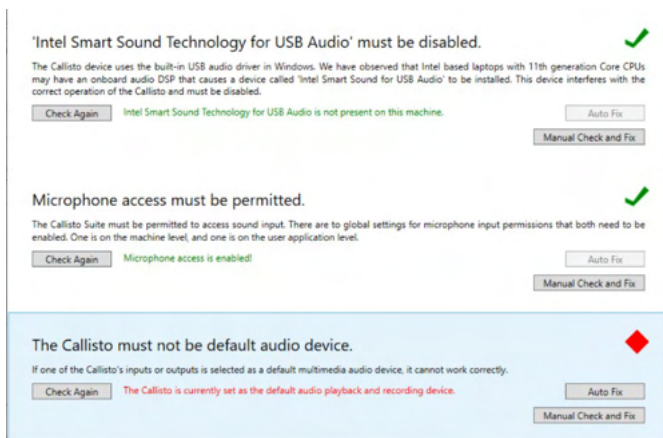 'Intel Smart Sound Technology for USB Audio' must be disabled.
The Callisto device uses the built-in USB audio driver in Windows. We have observed that Intel based laptops with 11th generation Core CPUs
may have an onboard audio DSP that causes a device called 'Intel Smart Sound for USB Audio' to be installed. This device interferes with the
correct operation of the Callisto and must be disabled.
Check Again Intel Smart Sound Technology for USB Audio is not present on this machine. Auto Fix
Manual Check and Fix
Microphone access must be permitted.
The Callisto Suite must be permitted to access sound input. There are to global settings for microphone input permissions that both need to be
enabled. One is on the machine level, and one is on the user application level.
Check Again Microphone access is enabled! Auto Fix
Manual Check and Fix
The Callisto must not be default audio device.
If one of the Callisto's inputs or outputs is selected as a default multimedia audio device, it cannot work correctly.
Check Again The Callisto is currently set as the default audio playback and recording device. Auto Fix
Manual Check and Fix